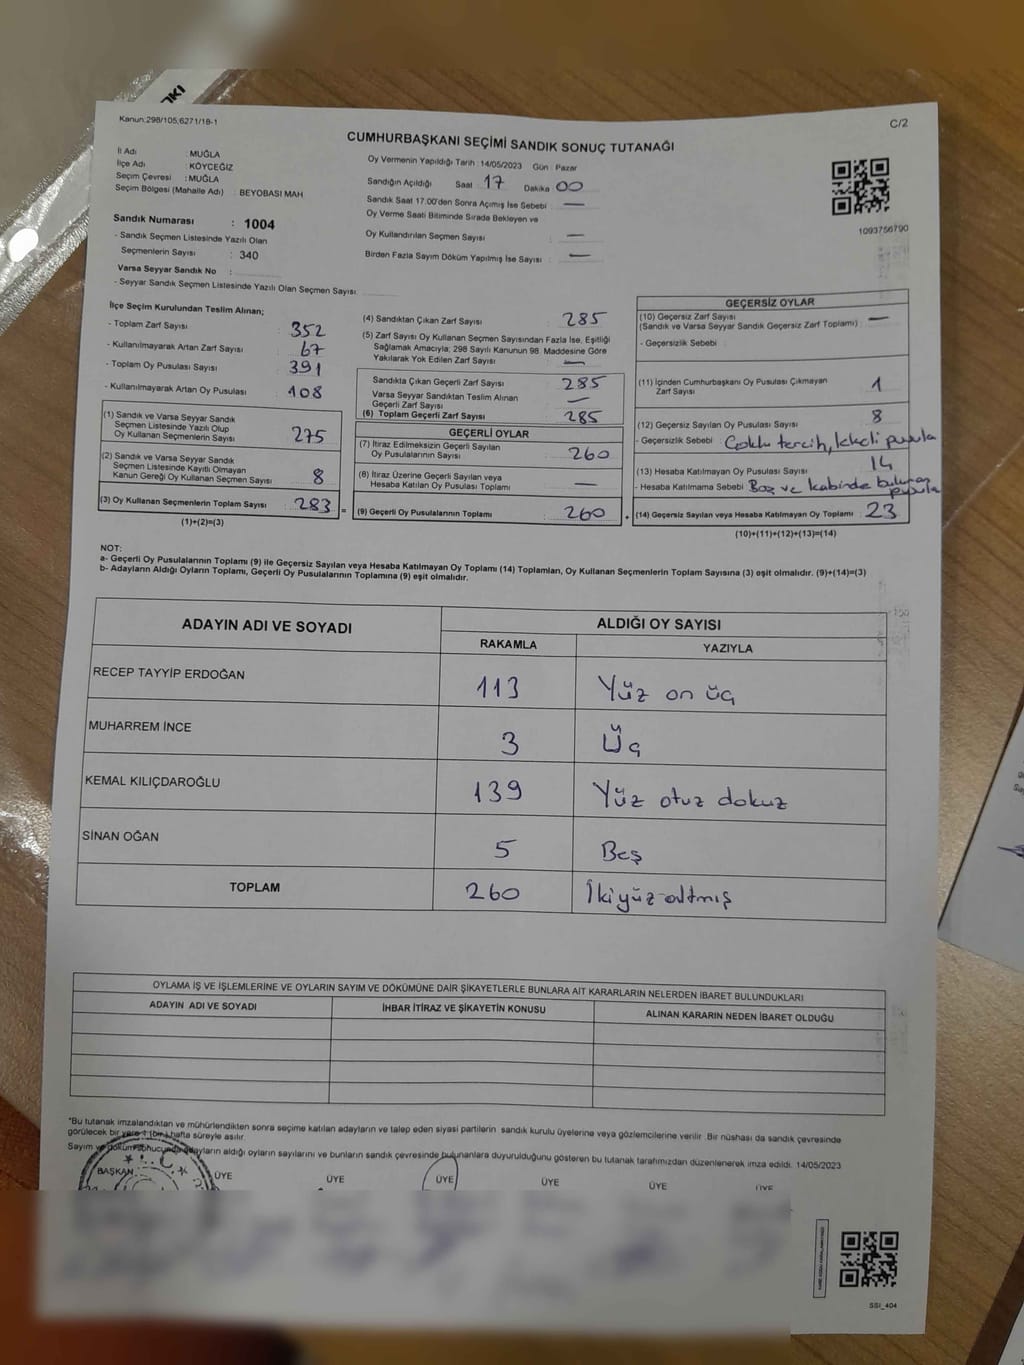 Kanun:298/105;6271/18-1
C/2
CUMHURBAŞKANI SEÇİMİ SANDIK SONUÇ TUTANAĞI
İl Adı : MUĞLA
İlçe Adı : KÖYCEĞİZ
Seçim Çevresi : MUĞLA
Seçim Bölgesi (Mahalle Adı) : BEYOBASI MAH
Sandık Numarası : 1004
- Sandık Seçmen Listesinde Yazılı Olan
Seçmenlerin Sayısı : 340
Varsa Seyyar Sandık No :
- Seyyar Sandık Seçmen Listesinde Yazılı Olan Seçmen Sayısı:
Oy Vermenin Yapıldığı Tarih :14/05/2023 Gün : Pazar
Sandığın Açıldığı Saat : 17 Dakika : 00
Sandık Saat 17.00'den Sonra Açımış İse Sebebi : —
Oy Verme Saati Bitiminde Sırada Bekleyen ve
Oy Kullandırılan Seçmen Sayısı : —
Birden Fazla Sayım Döküm Yapılmış İse Sayısı : —
1093756790
İlçe Seçim Kurulundan Teslim Alınan;
- Toplam Zarf Sayısı : 352
- Kullanılmayarak Artan Zarf Sayısı : 67
- Toplam Oy Pusulası Sayısı : 391
- Kullanılmayarak Artan Oy Pusulası : 108
(1) Sandık ve Varsa Seyyar Sandık
Seçmen Listesinde Yazılı Olup
Oy Kullanan Seçmenlerin Sayısı : 275
(2) Sandık ve Varsa Seyyar Sandık
Seçmen Listesinde Kayıtlı Olmayan
Kanun Gereği Oy Kullanan Seçmen Sayısı : 8
(3) Oy Kullanan Seçmenlerin Toplam Sayısı : 283 =
(1)+(2)=(3)
(4) Sandıktan Çıkan Zarf Sayısı : 285
(5) Zarf Sayısı Oy Kullanan Seçmen Sayısından Fazla İse, Eşitliği
Sağlamak Amacıyla; 298 Sayılı Kanunun 98. Maddesine Göre
Yakılarak Yok Edilen Zarf Sayısı : —
Sandıkta Çıkan Geçerli Zarf Sayısı : 285
Varsa Seyyar Sandıktan Teslim Alınan
Geçerli Zarf Sayısı : —
(6) Toplam Geçerli Zarf Sayısı : 285
GEÇERLİ OYLAR
(7) İtiraz Edilmeksizin Geçerli Sayılan
Oy Pusulalarının Sayısı : 260
(8) İtiraz Üzerine Geçerli Sayılan veya
Hesaba Katılan Oy Pusulası Toplamı : —
(9) Geçerli Oy Pusulalarının Toplamı : 260 +
GEÇERSİZ OYLAR
(10) Geçersiz Zarf Sayısı : —
(Sandık ve Varsa Seyyar Sandık Geçersiz Zarf Toplamı)
- Geçersizlik Sebebi :
(11) İçinden Cumhurbaşkanı Oy Pusulası Çıkmayan
Zarf Sayısı : 1
(12) Geçersiz Sayılan Oy Pusulası Sayısı : 8
- Geçersizlik Sebebi : Çoklu tercih, lekeli pusula
(13) Hesaba Katılmayan Oy Pusulası Sayısı : 14
- Hesaba Katılmama Sebebi : Boş ve kabinde bulunan
pusula
(14) Geçersiz Sayılan veya Hesaba Katılmayan Oy Toplamı : 23
(10)+(11)+(12)+(13)=(14)
NOT:
a- Geçerli Oy Pusulalarının Toplamı (9) ile Geçersiz Sayılan veya Hesaba Katılmayan Oy Toplamı (14) Toplamları, Oy Kullanan Seçmenlerin Toplam Sayısına (3) eşit olmalıdır. (9)+(14)=(3)
b- Adayların Aldığı Oyların Toplamı, Geçerli Oy Pusulalarının Toplamına (9) eşit olmalıdır.
ADAYIN ADI VE SOYADI
ALDIĞI OY SAYISI
RAKAMLA YAZIYLA
RECEP TAYYİP ERDOĞAN 113 Yüz on üç
MUHARREM İNCE 3 Üç
KEMAL KILIÇDAROĞLU 139 Yüz otuz dokuz
SİNAN OĞAN 5 Beş
TOPLAM 260 İkiyüz altmış
OYLAMA İŞ VE İŞLEMLERİNE VE OYLARIN SAYIM VE DÖKÜMÜNE DAİR ŞİKAYETLERLE BUNLARA AİT KARARLARIN NELERDEN İBARET BULUNDUKLARI
ADAYIN ADI VE SOYADI İHBAR İTİRAZ VE ŞİKAYETİN KONUSU ALINAN KARARIN NEDEN İBARET OLDUĞU
*Bu tutanak imzalandıktan ve mühürlendikten sonra seçime katılan adayların ve talep eden siyasi partilerin sandık kurulu üyelerine veya gözlemcilerine verilir .Bir nüshası da sandık çevresinde
görülecek bir yere 1 (bir) hafta süreyle asılır.
Sayım ve döküm sonucunda adayların aldığı oyların sayılarını ve bunların sandık çevresinde bulunanlara duyurulduğunu gösteren bu tutanak tarafımızdan düzenlenerek imza edildi. 14/05/2023
BAŞKAN ÜYE ÜYE ÜYE ÜYE ÜYE ÜYE
SSI_404